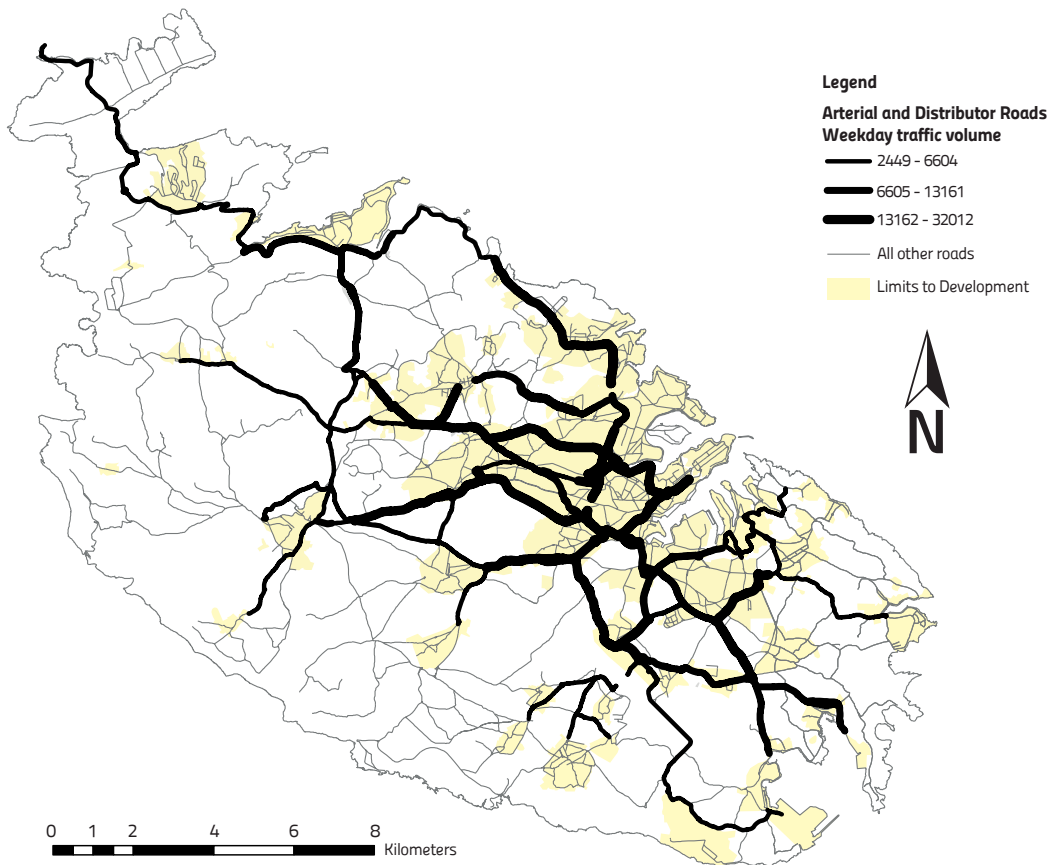 Legend
Arterial and Distributor Roads
Weekday traffic volume
2449 - 6604
6605 - 13161
13162 - 32012
All other roads
Limits to Development
N
0 1 2 4 6 8
Kilometers